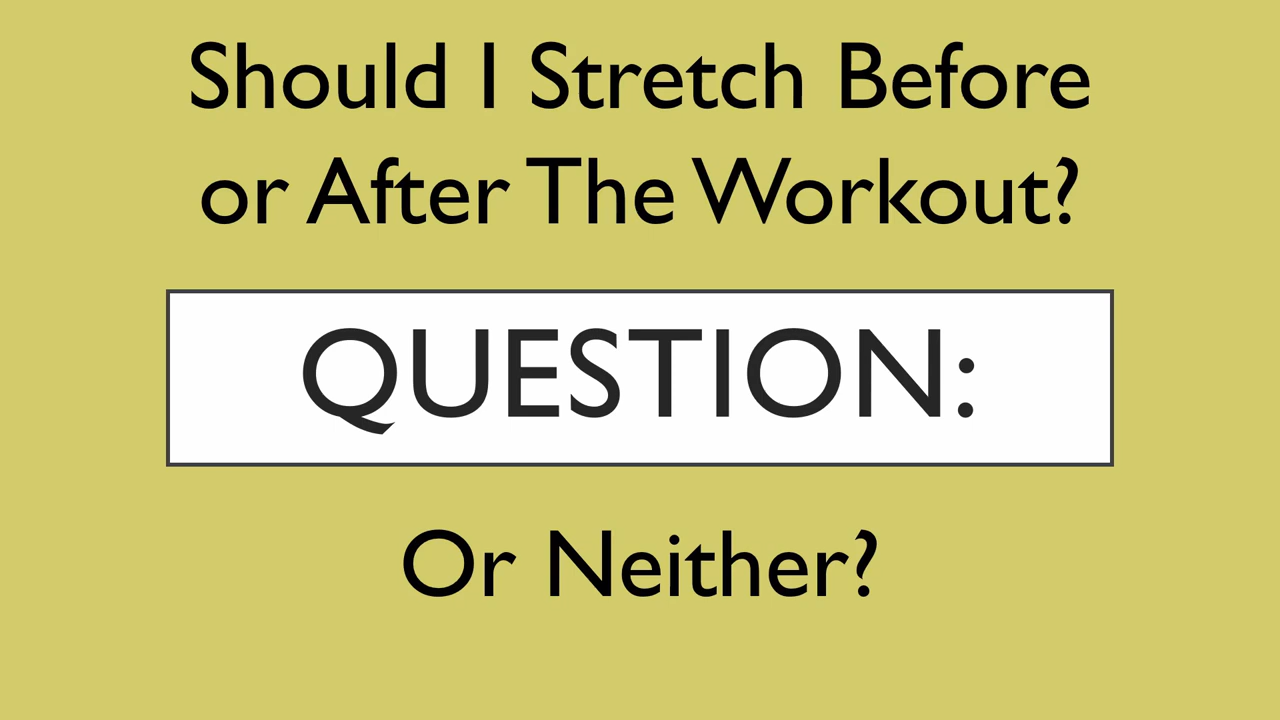 Should I Stretch Before
or After The Workout?
QUESTION:
Or Neither?